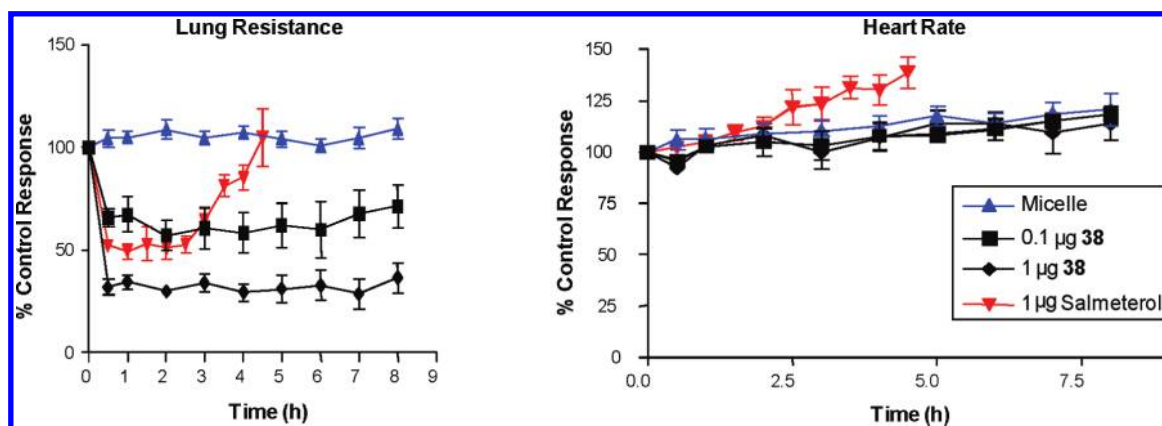 Lung Resistance
150
100
50
0
% Control Response
0 1 2 3 4 5 6 7 8 9
Time (h)
Heart Rate
150
125
100
75
50
25
0
% Control Response
0.0 2.5 5.0 7.5
Time (h)
Micelle
0.1 µg 38
1 µg 38
1 µg Salmeterol